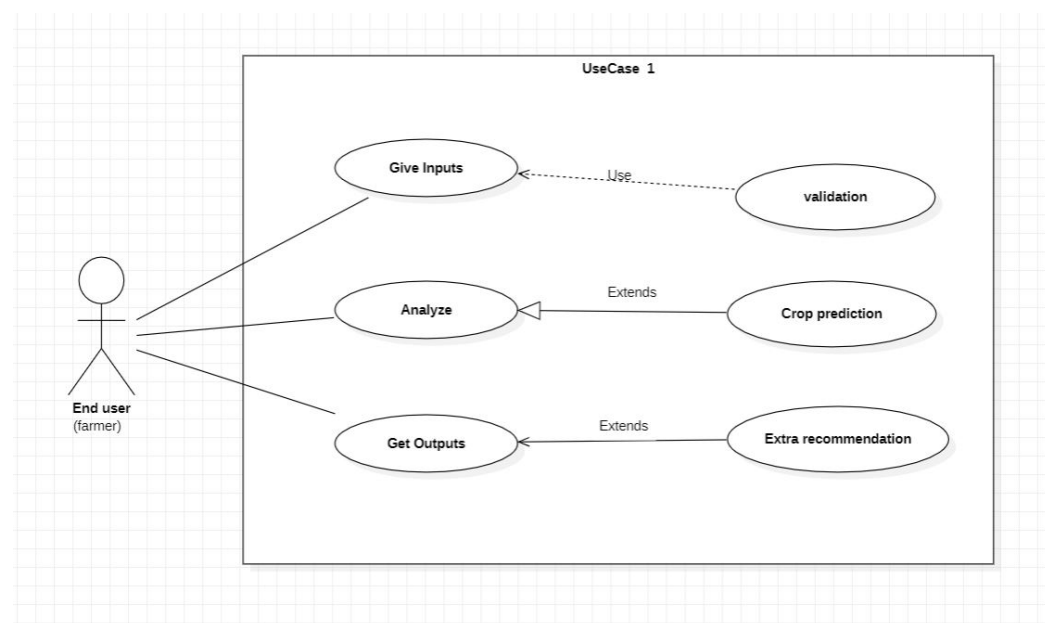 UseCase 1
Give Inputs
Use
validation
Analyze
Extends
Crop prediction
End user
(farmer)
Get Outputs
Extends
Extra recommendation